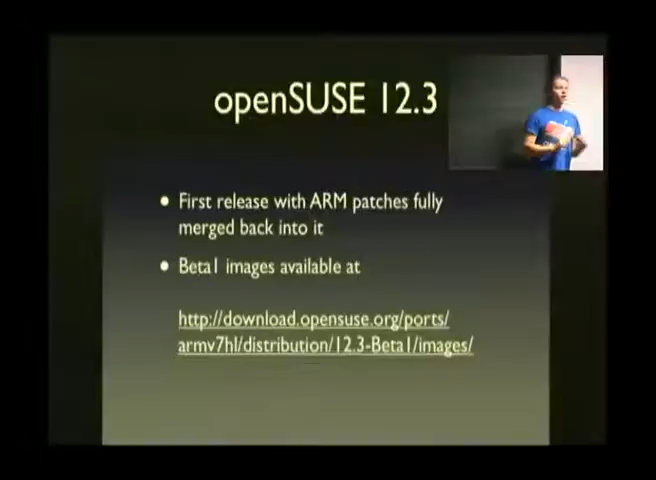 openSUSE 12.3
• First release with ARM patches fully
merged back into it
• Beta1 images available at
http://download.opensuse.org/ports/
armv7hl/distribution/12.3-Beta1/images/